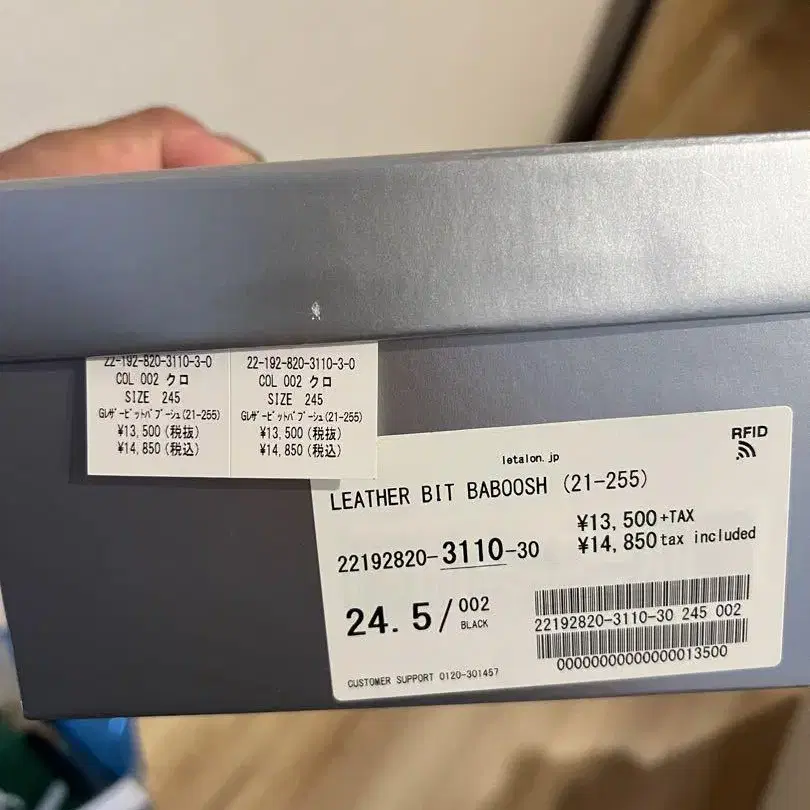 22-192-820-3110-3-0
COL 002 クロ
SIZE 245
Gレザービットバブーシュ(21-255)
¥13,500(税抜)
¥14,850(税込)
22-192-820-3110-3-0
COL 002 クロ
SIZE 245
Gレザービットバブーシュ(21-255)
¥13,500(税抜)
¥14,850(税込)
RFID
letalon.jp
LEATHER BIT BABOOSH (21-255)
¥13,500+TAX
¥14,850 tax included
22192820-3110-30
24.5/002
BLACK
22192820-3110-30 245 002
00000000000000013500
CUSTOMER SUPPORT 0120-301457